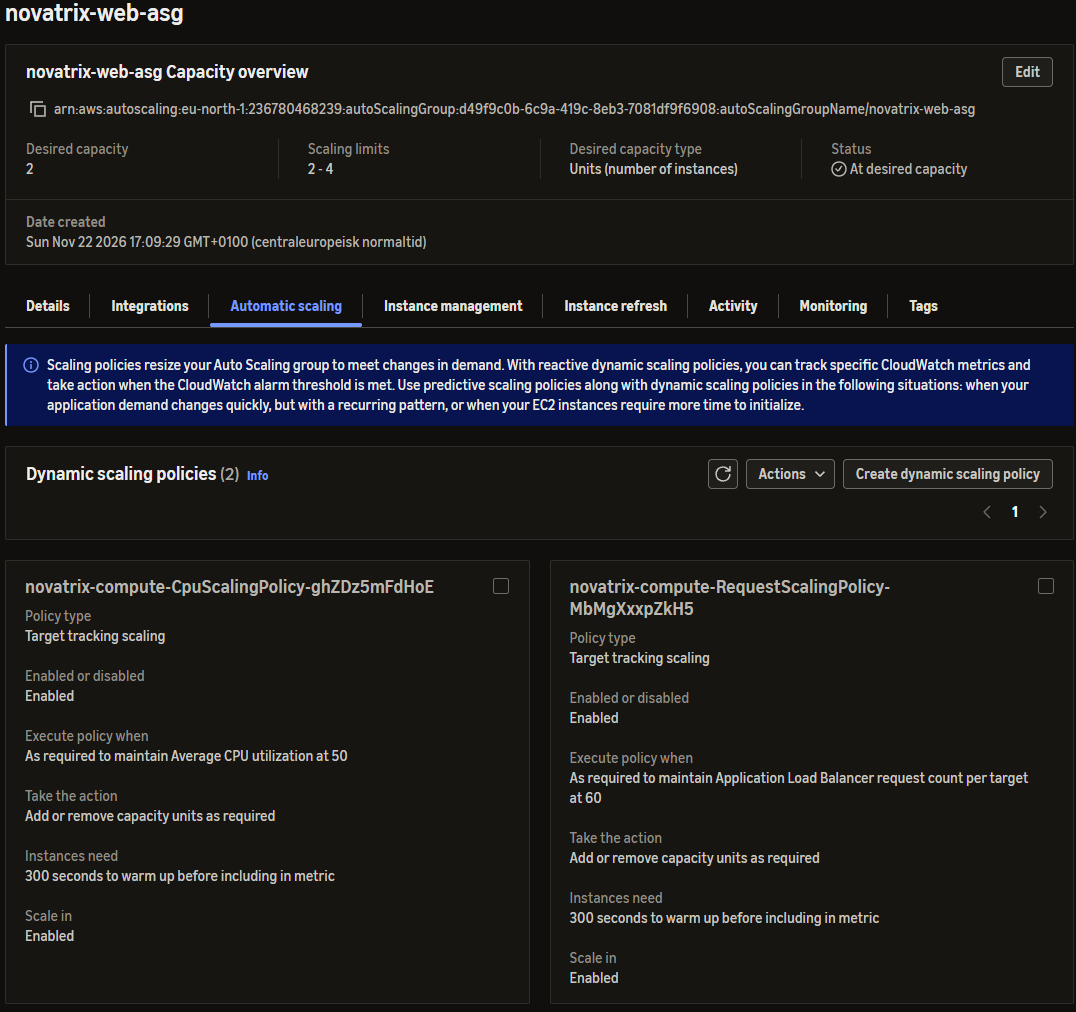 novatrix-web-asg
novatrix-web-asg Capacity overview
Edit
arn:aws:autoscaling:eu-north-1:236780468239:autoScalingGroup:d49f9c0b-6c9a-419c-8eb3-7081df9f6908:autoScalingGroupName/novatrix-web-asg
Desired capacity
2
Scaling limits
2 - 4
Desired capacity type
Units (number of instances)
Status
At desired capacity
Date created
Sun Nov 22 2026 17:09:29 GMT+0100 (centraleuropeisk normaltid)
Details
Integrations
Automatic scaling
Instance management
Instance refresh
Activity
Monitoring
Tags
Scaling policies resize your Auto Scaling group to meet changes in demand. With reactive dynamic scaling policies, you can track specific CloudWatch metrics and
take action when the CloudWatch alarm threshold is met. Use predictive scaling policies along with dynamic scaling policies in the following situations: when your
application demand changes quickly, but with a recurring pattern, or when your EC2 instances require more time to initialize.
Dynamic scaling policies (2) Info
Actions
Create dynamic scaling policy
1
novatrix-compute-CpuScalingPolicy-ghZDz5mFdHoE
Policy type
Target tracking scaling
Enabled or disabled
Enabled
Execute policy when
As required to maintain Average CPU utilization at 50
Take the action
Add or remove capacity units as required
Instances need
300 seconds to warm up before including in metric
Scale in
Enabled
novatrix-compute-RequestScalingPolicy-
MbMgXxxpZkH5
Policy type
Target tracking scaling
Enabled or disabled
Enabled
Execute policy when
As required to maintain Application Load Balancer request count per target
at 60
Take the action
Add or remove capacity units as required
Instances need
300 seconds to warm up before including in metric
Scale in
Enabled